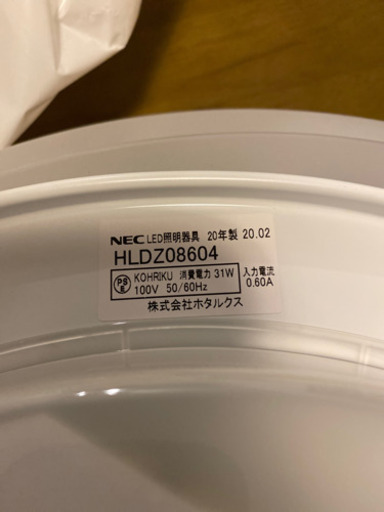 NEC LED照明器具 20年製 20.02
HLDZ08604
PSE KOHRIKU 消費電力 31W 入力電流
100V 50/60Hz 0.60A
株式会社ホタルクス